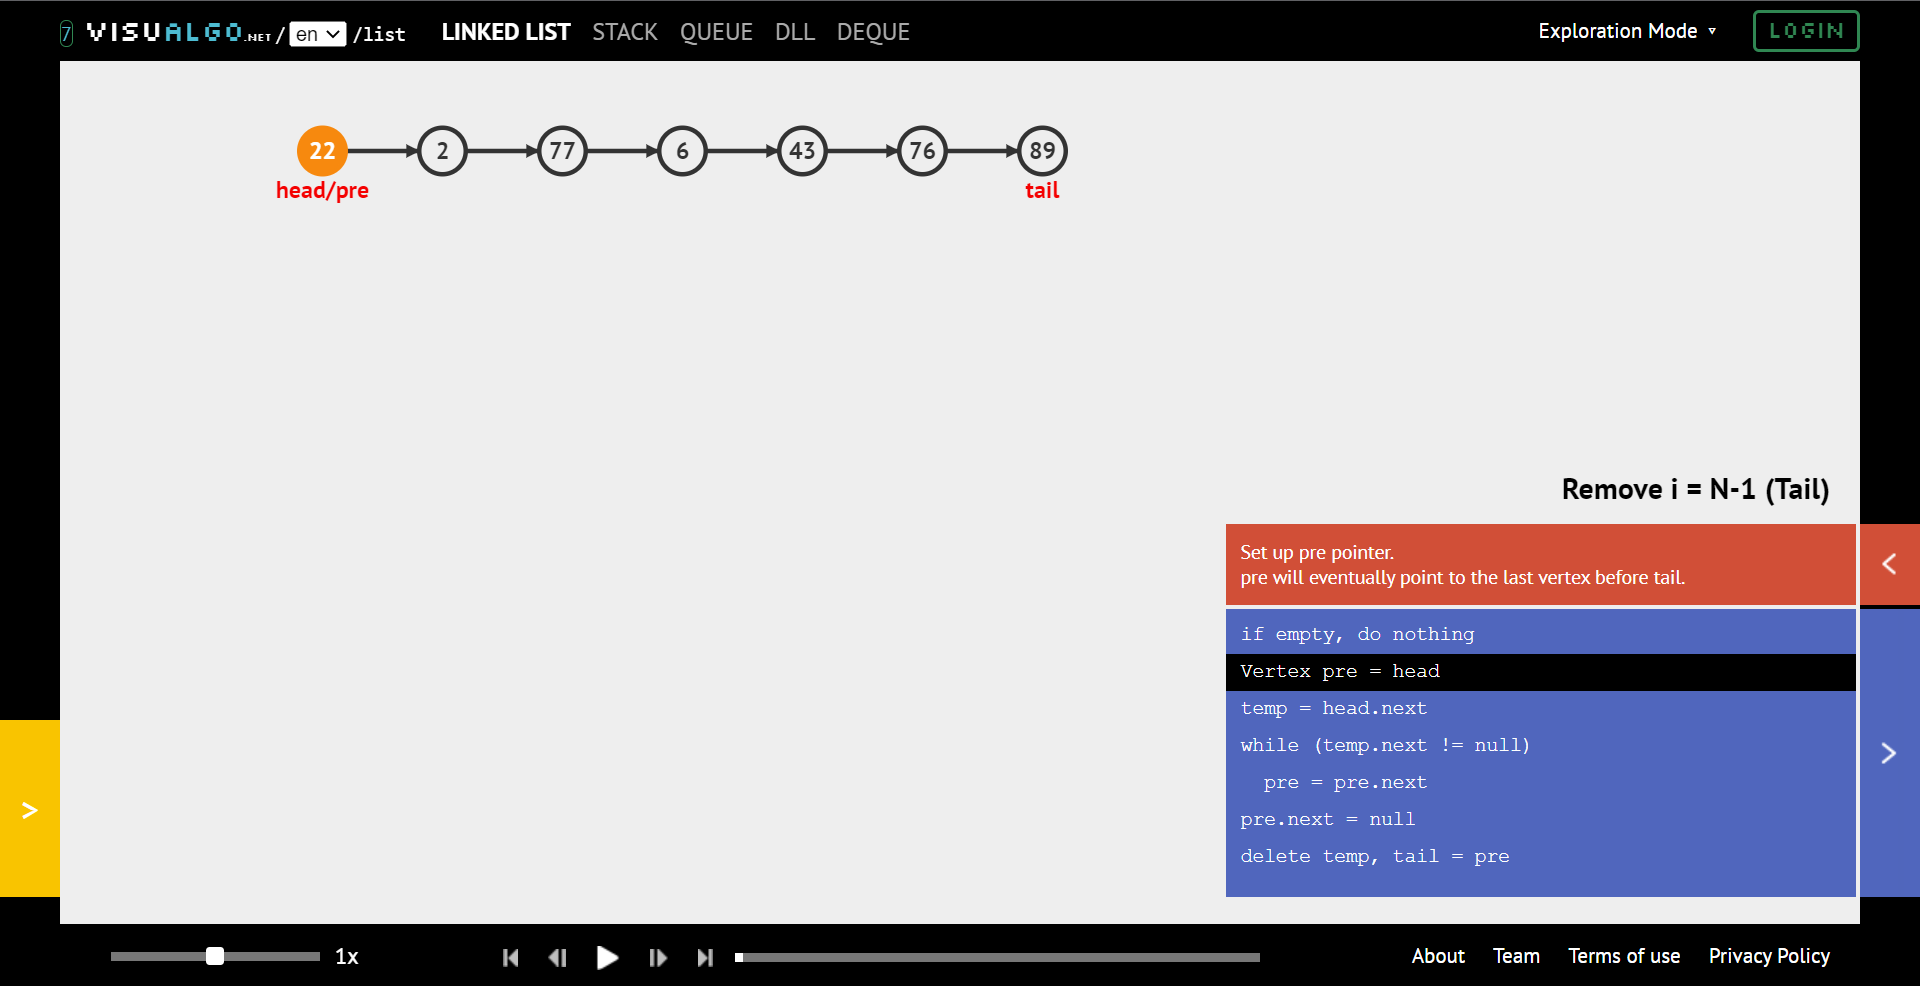 7 VISUALGO.NET / en /list LINKED LIST STACK QUEUE DLL DEQUE Exploration Mode ▾ LOGIN
22 2 77 6 43 76 89
head/pre tail
Remove i = N-1 (Tail)
Set up pre pointer.
pre will eventually point to the last vertex before tail.
<
if empty, do nothing
Vertex pre = head
temp = head.next
while (temp.next != null)
  pre = pre.next
>
pre.next = null
>
delete temp, tail = pre
1x About Team Terms of use Privacy Policy